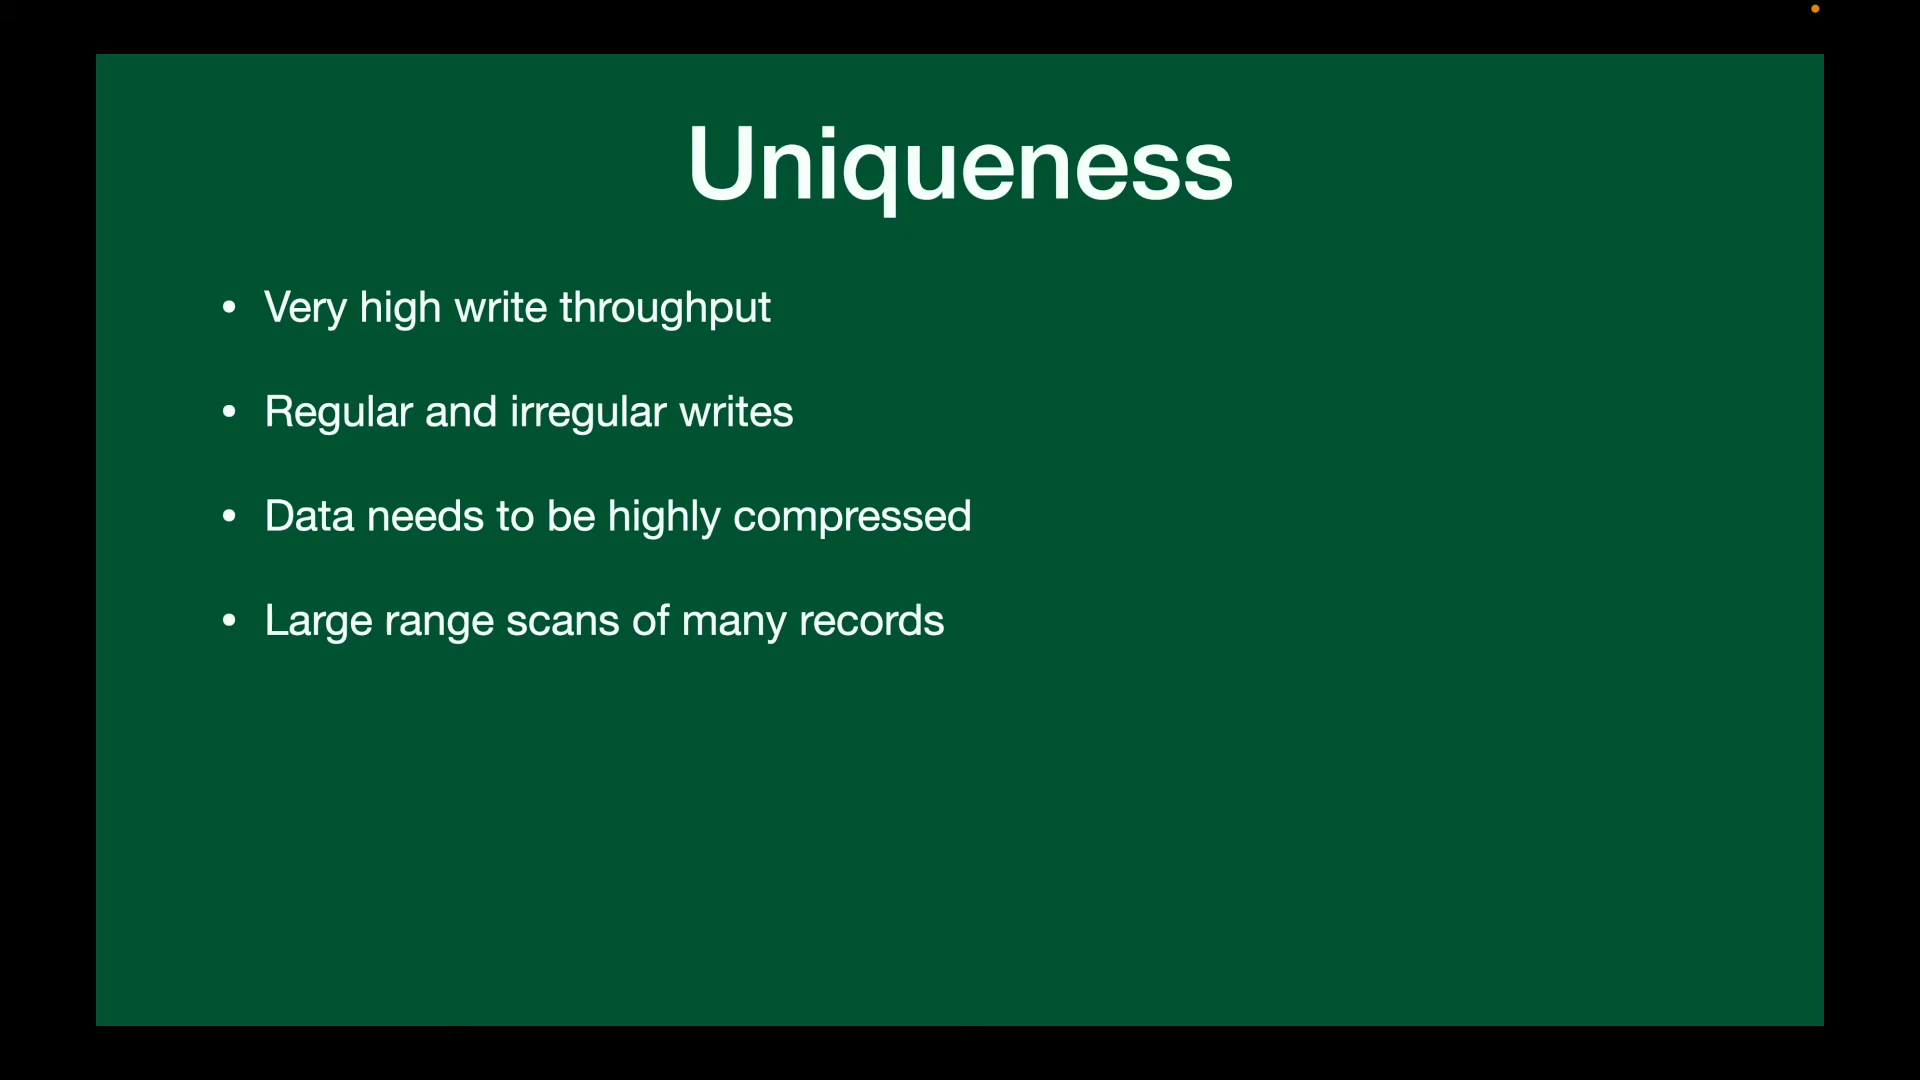 Uniqueness
• Very high write throughput
• Regular and irregular writes
• Data needs to be highly compressed
• Large range scans of many records